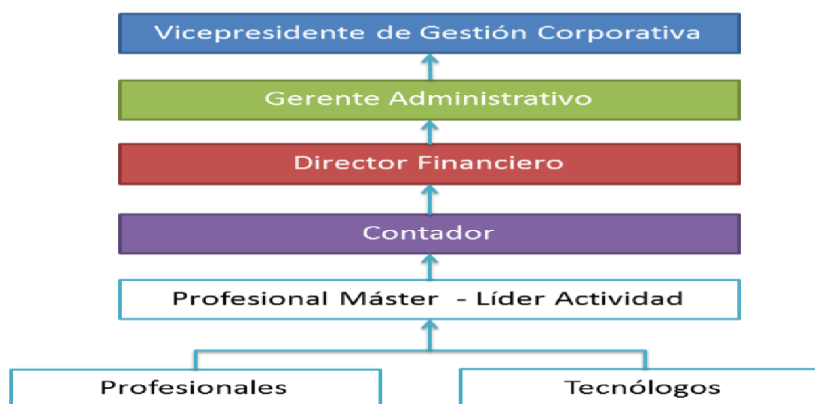 Vicepresidente de Gestión Corporativa
Gerente Administrativo
Director Financiero
Contador
Profesional Máster - Líder Actividad
Profesionales
Tecnólogos